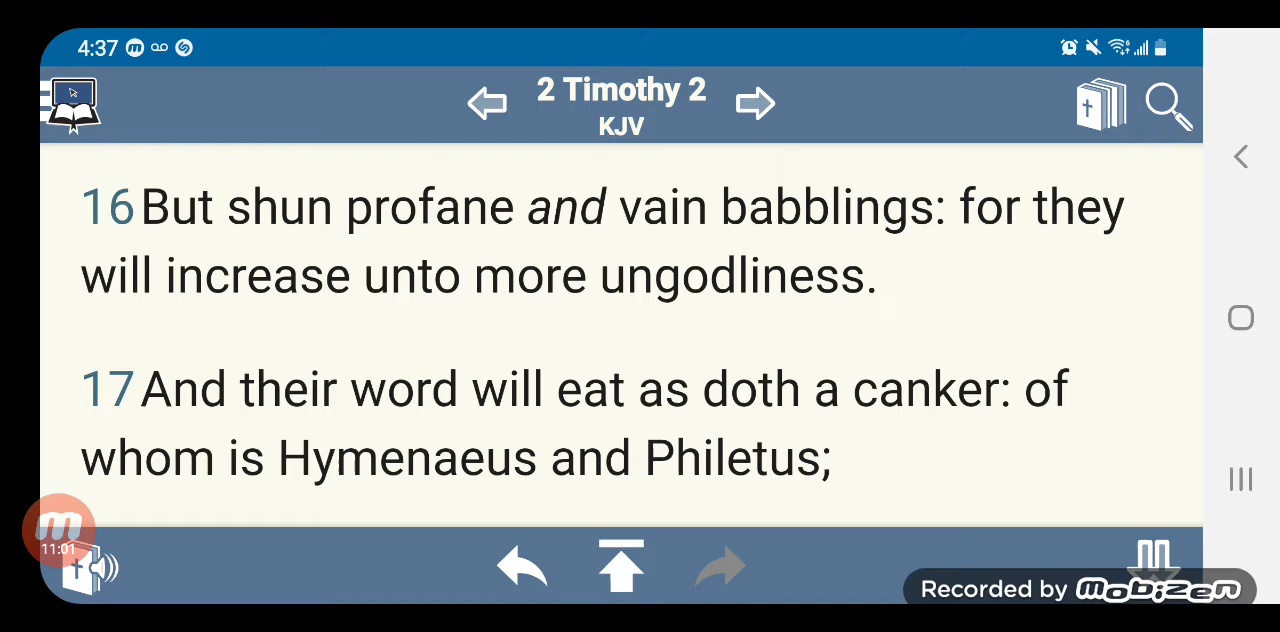 4:37
2 Timothy 2
KJV
16 But shun profane and vain babblings: for they
will increase unto more ungodliness.
17 And their word will eat as doth a canker: of
whom is Hymenaeus and Philetus;
11:01
Recorded by Mobizen